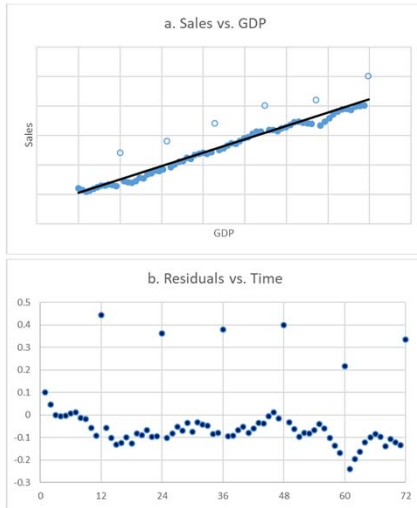 a. Sales vs. GDP
Sales
GDP
b. Residuals vs. Time
0.5
0.4
0.3
0.2
0.1
0
-0.1
-0.2
-0.3
0 12 24 36 48 60 72